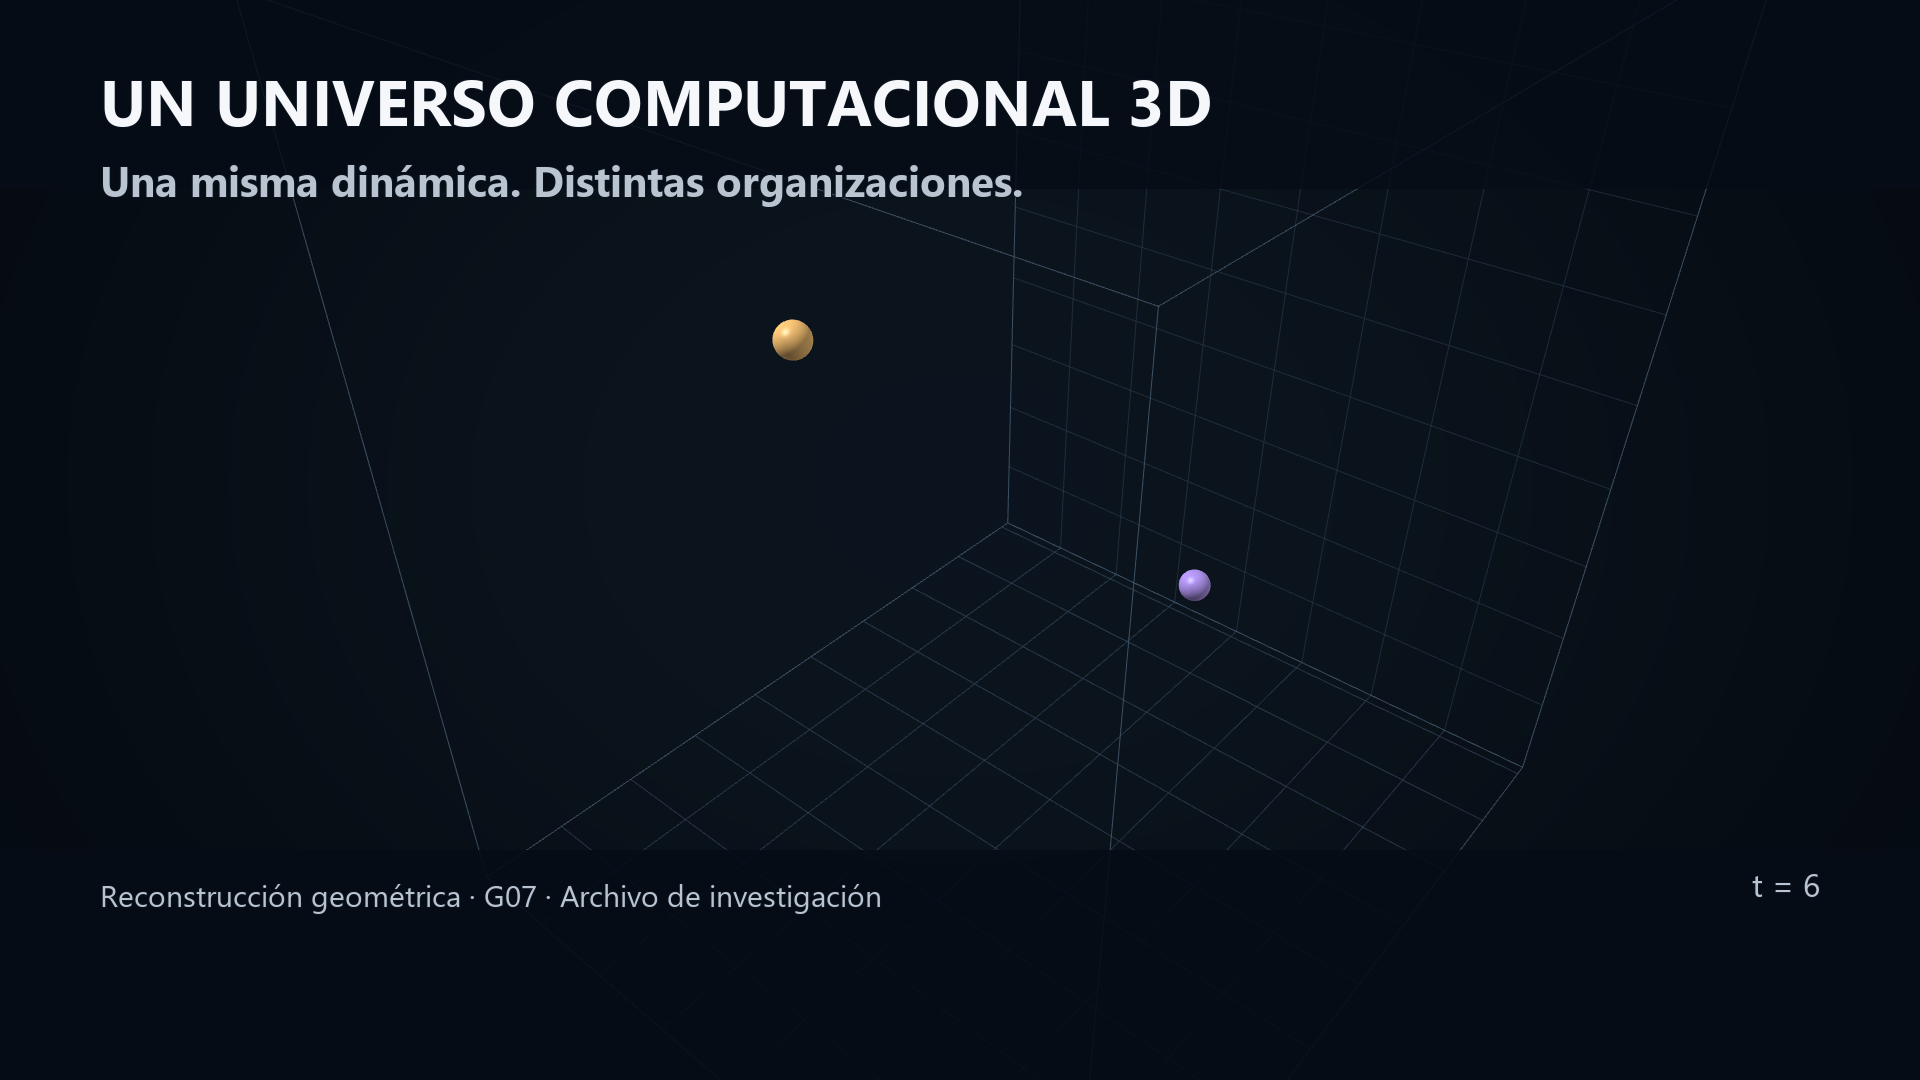 UN UNIVERSO COMPUTACIONAL 3D
Una misma dinámica. Distintas organizaciones.
Reconstrucción geométrica · G07 · Archivo de investigación
t = 6